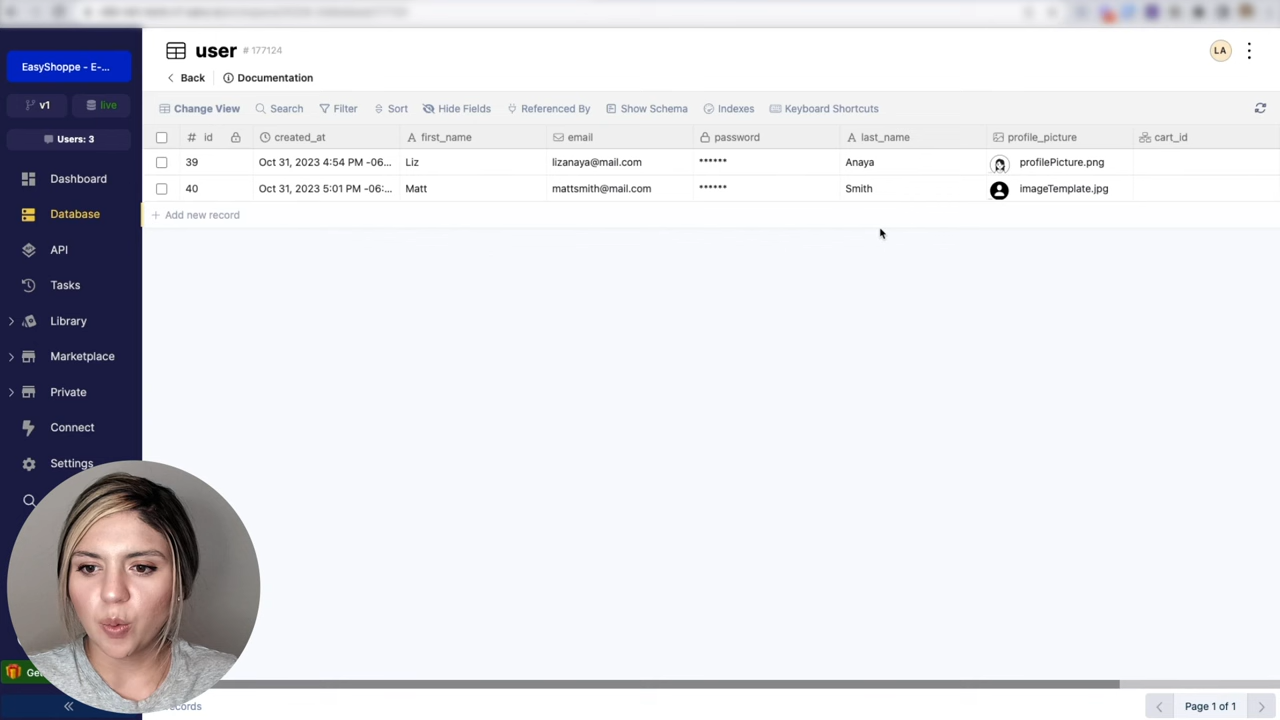 user # 177124
LA
EasyShoppe - E-...
Back Documentation
v1 live
Change View Search Filter Sort Hide Fields Referenced By Show Schema Indexes Keyboard Shortcuts
Users: 3
# id created_at first_name email password last_name profile_picture cart_id
39 Oct 31, 2023 4:54 PM -06... Liz lizanaya@mail.com •••••• Anaya profilePicture.png
40 Oct 31, 2023 5:01 PM -06:... Matt mattsmith@mail.com •••••• Smith imageTemplate.jpg
+ Add new record
Dashboard
Database
API
Tasks
Library
Marketplace
Private
Connect
Settings
Page 1 of 1